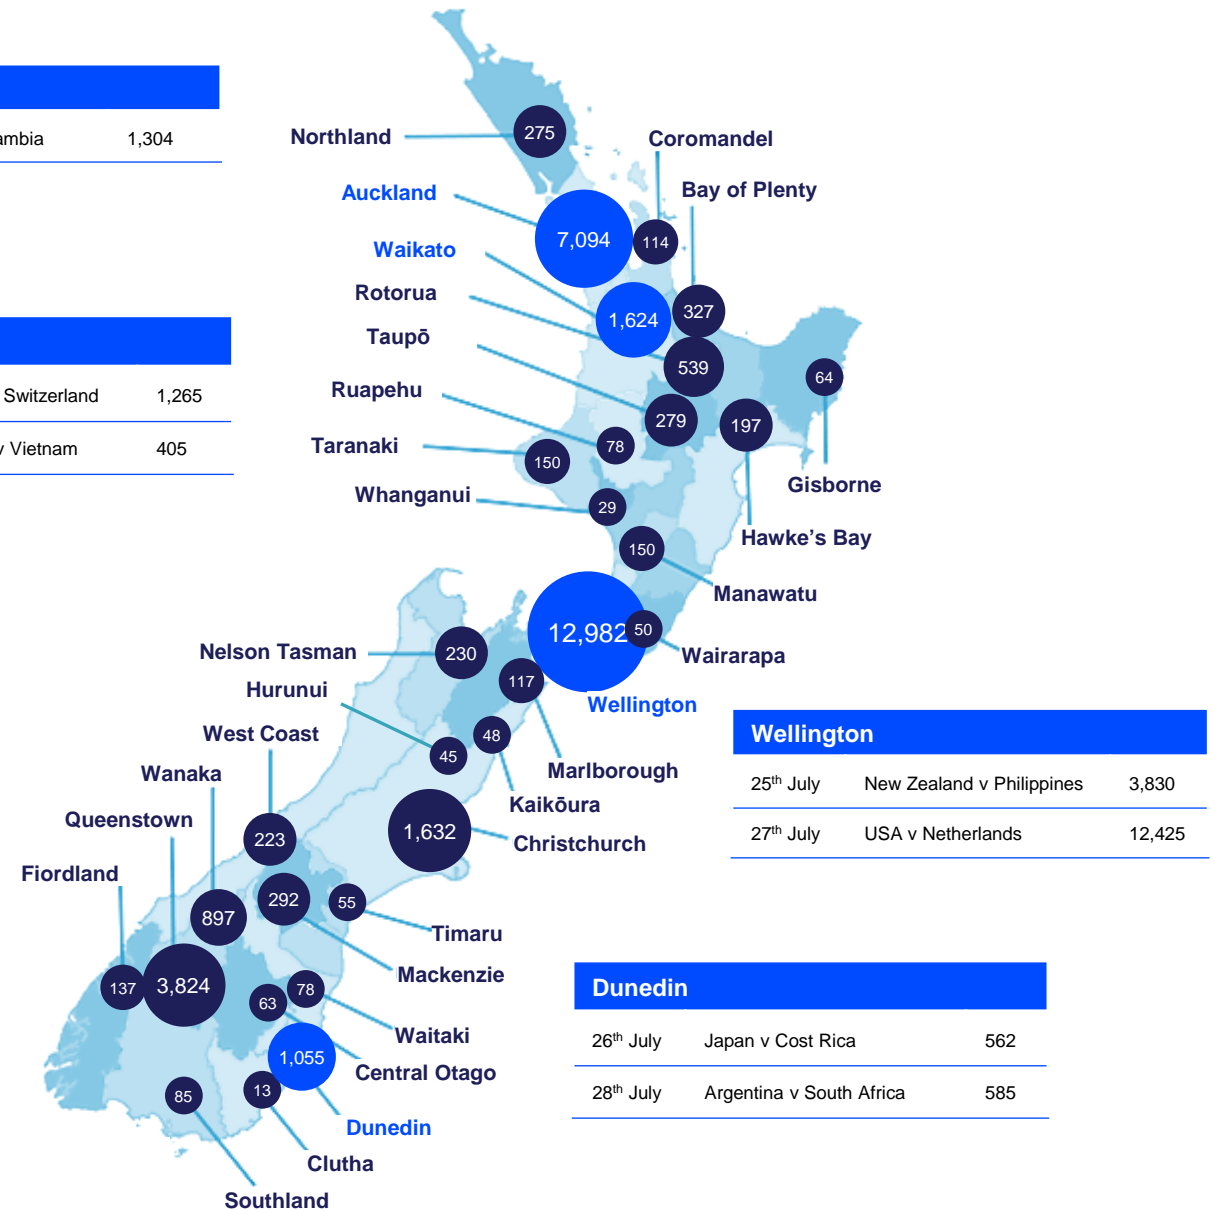 ambia 1,304
Switzerland 1,265
v Vietnam 405
Northland 275
Coromandel 114
Auckland 7,094
Bay of Plenty 327
Waikato 1,624
Rotorua 539
Taupō 279
Ruapehu 78
Taranaki 150
Whanganui 29
64 Gisborne
197 Hawke's Bay
150 Manawatu
12,982 Wellington
50 Wairarapa
Nelson Tasman 230
Hurunui 45
117 Marlborough
48 Kaikōura
West Coast 223
Wanaka 897
Queenstown 3,824
Fiordland 137
1,632 Christchurch
55 Timaru
292 Mackenzie
78 Waitaki
63 Central Otago
1,055 Dunedin
13 Clutha
85 Southland
Wellington
25th July New Zealand v Philippines 3,830
27th July USA v Netherlands 12,425
Dunedin
26th July Japan v Cost Rica 562
28th July Argentina v South Africa 585